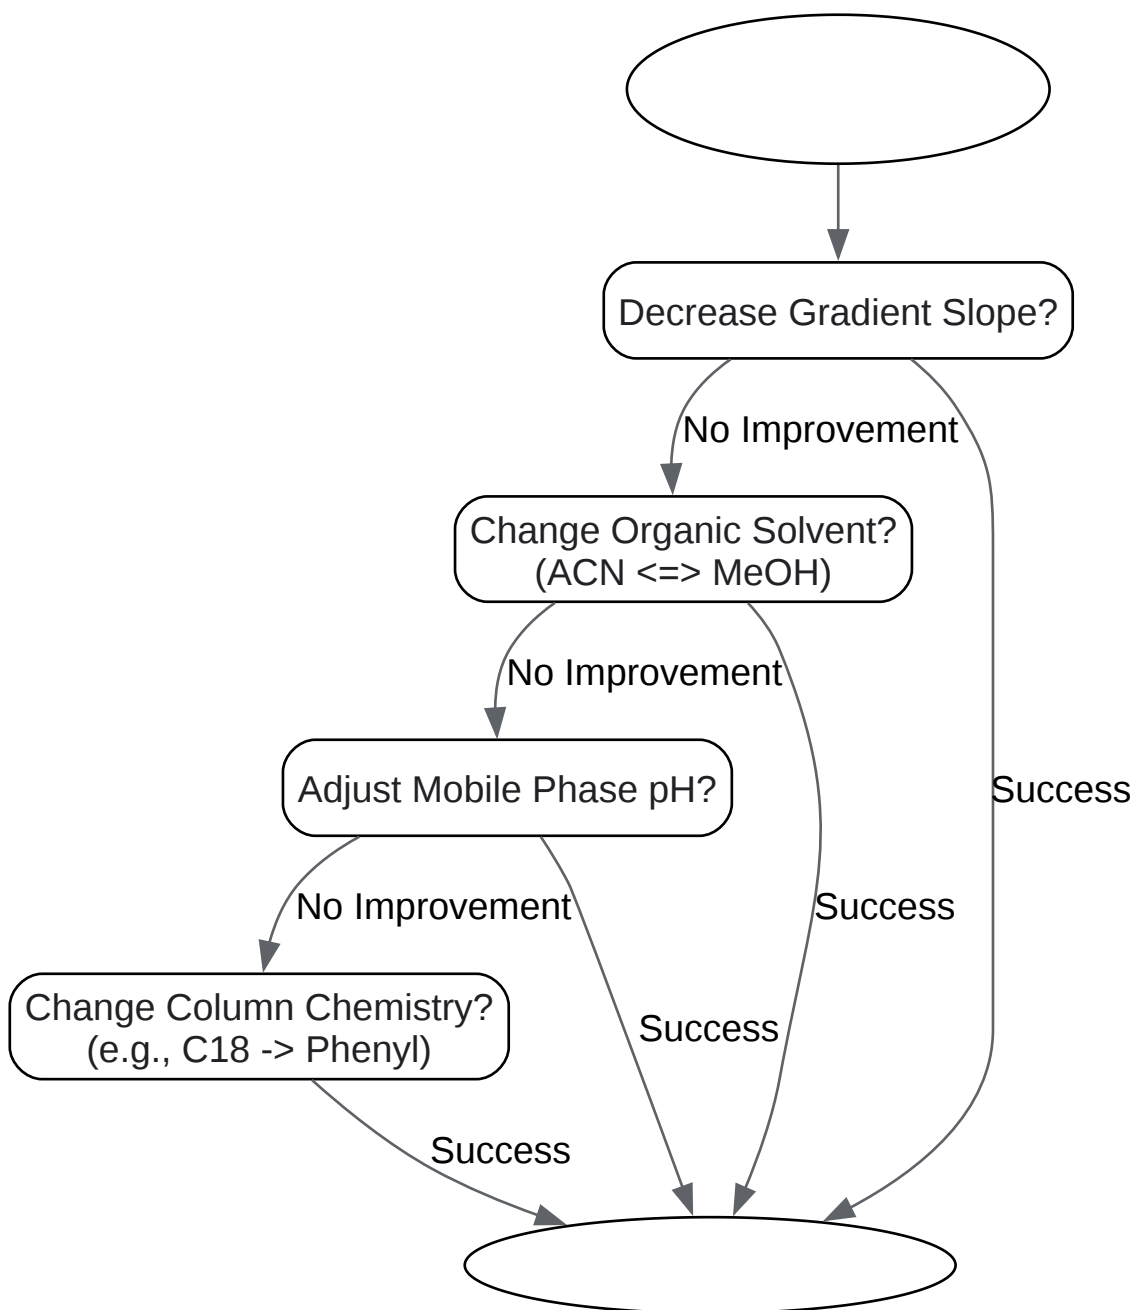 Decrease Gradient Slope?
No Improvement
Change Organic Solvent?
(ACN <=> MeOH)
No Improvement
Adjust Mobile Phase pH?
Success
No Improvement
Success
Change Column Chemistry?
(e.g., C18 -> Phenyl)
Success
Success